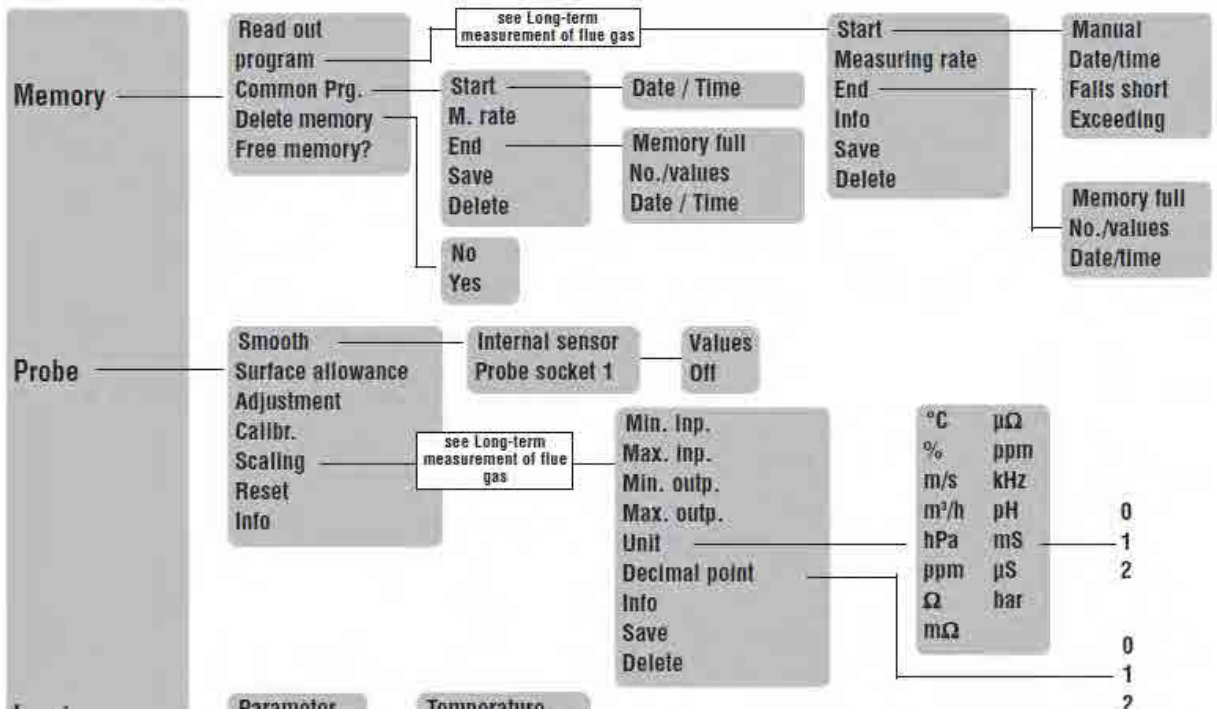 Memory
Read out
program
Common Prg.
Delete memory
Free memory?
see Long-term
measurement of flue gas
Start
M. rate
End
Save
Delete
Date / Time
Memory full
No./values
Date / Time
No
Yes
Start
Measuring rate
End
Info
Save
Delete
Manual
Date/time
Falls short
Exceeding
Memory full
No./values
Date/time
Probe
Smooth
Surface allowance
Adjustment
Calibr.
Scaling
Reset
Info
Internal sensor
Probe socket 1
Values
Off
see Long-term
measurement of flue
gas
Min. inp.
Max. inp.
Min. outp.
Max. outp.
Unit
Decimal point
Info
Save
Delete
°C µΩ
% ppm
m/s kHz
m³/h pH
hPa mS
ppm µS
Ω bar
mΩ
0
1
2
0
1
2
Parameter
Temperature